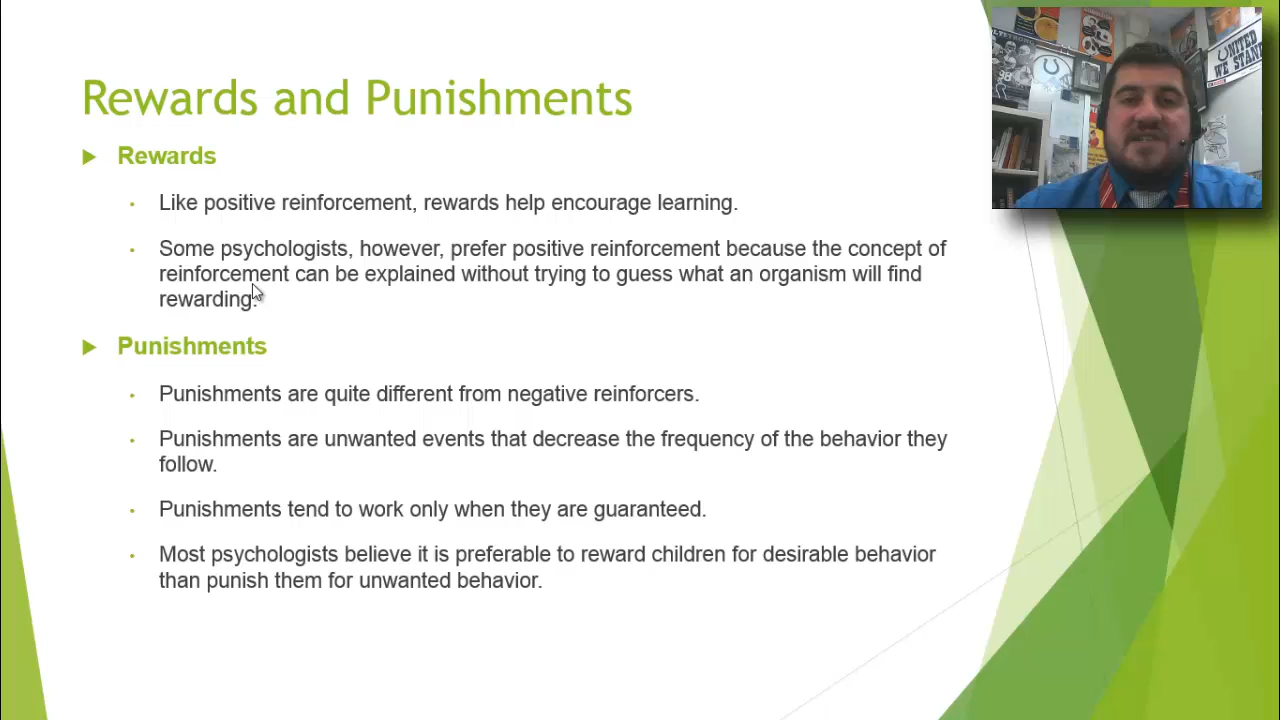 Rewards and Punishments
Rewards
Like positive reinforcement, rewards help encourage learning.
Some psychologists, however, prefer positive reinforcement because the concept of
reinforcement can be explained without trying to guess what an organism will find
rewarding.
Punishments
Punishments are quite different from negative reinforcers.
Punishments are unwanted events that decrease the frequency of the behavior they
follow.
Punishments tend to work only when they are guaranteed.
Most psychologists believe it is preferable to reward children for desirable behavior
than punish them for unwanted behavior.
UNITED
WE STAND